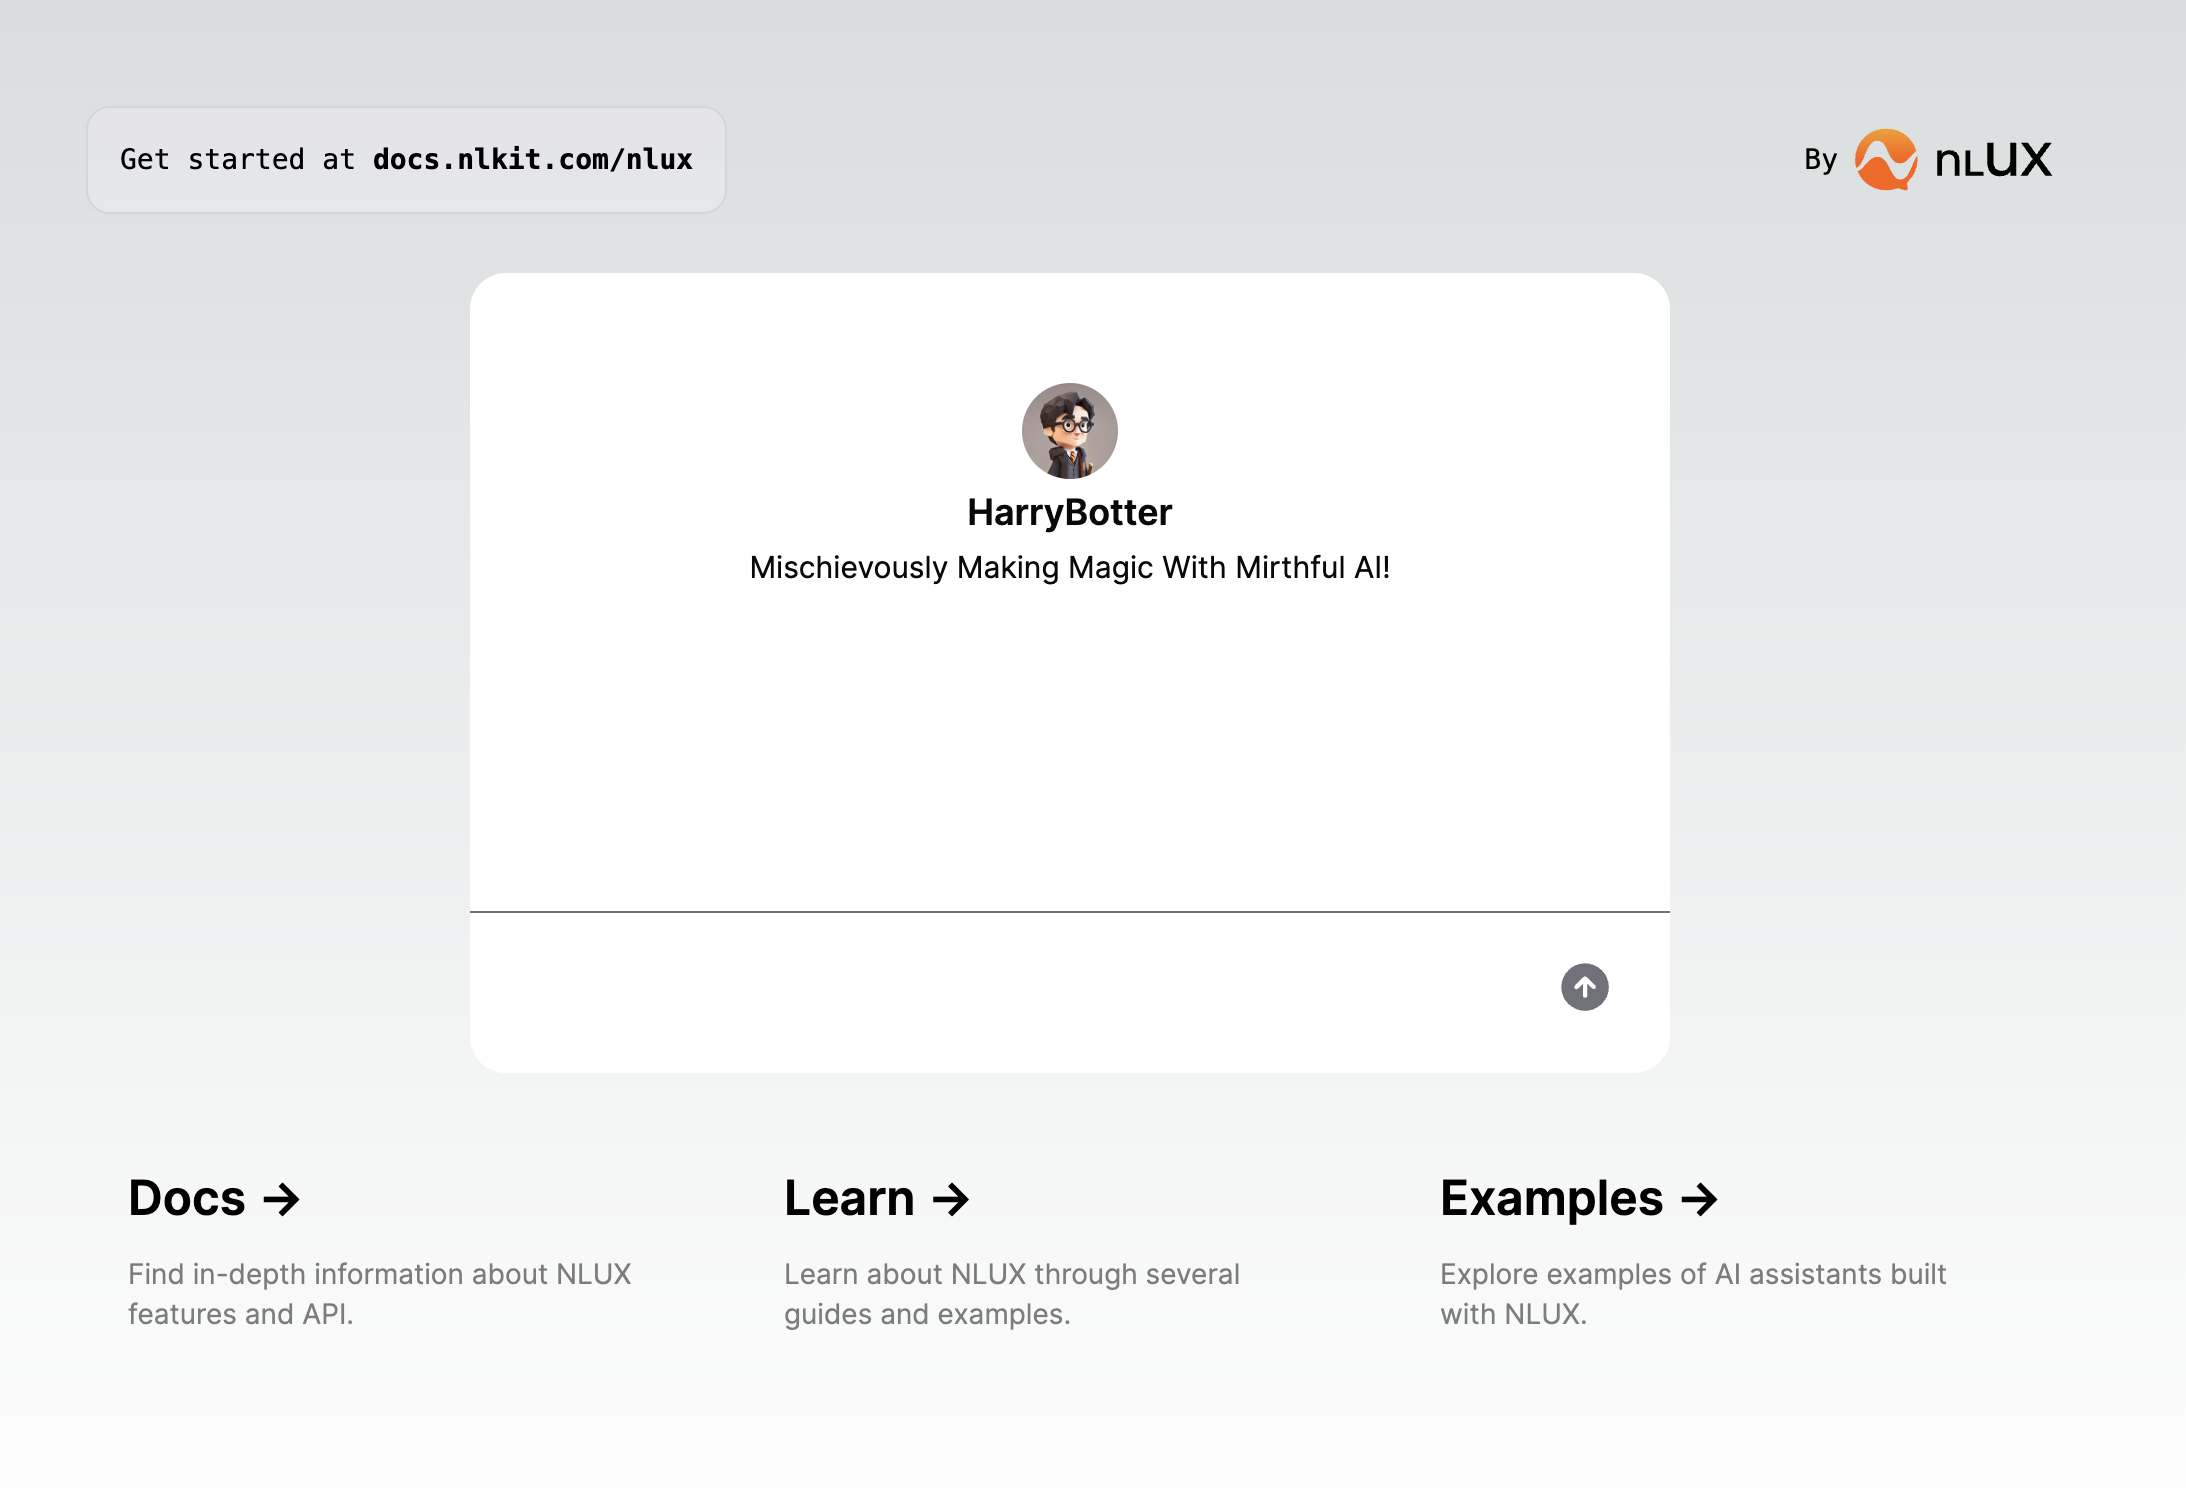 Get started at docs.nlkit.com/nlux
By nLUX
HarryBotter
Mischievously Making Magic With Mirthful AI!
Docs →
Find in-depth information about NLUX
features and API.
Learn →
Learn about NLUX through several
guides and examples.
Examples →
Explore examples of AI assistants built
with NLUX.